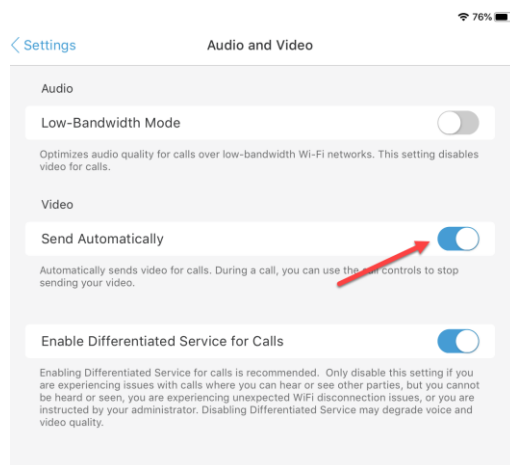 76%
Settings
Audio and Video
Audio
Low-Bandwidth Mode
Optimizes audio quality for calls over low-bandwidth Wi-Fi networks. This setting disables
video for calls.
Video
Send Automatically
Automatically sends video for calls. During a call, you can use the call controls to stop
sending your video.
Enable Differentiated Service for Calls
Enabling Differentiated Service for calls is recommended.  Only disable this setting if you
are experiencing issues with calls where you can hear or see other parties, but you cannot
be heard or seen, you are experiencing unexpected WiFi disconnection issues, or you are
instructed by your administrator. Disabling Differentiated Service may degrade voice and
video quality.